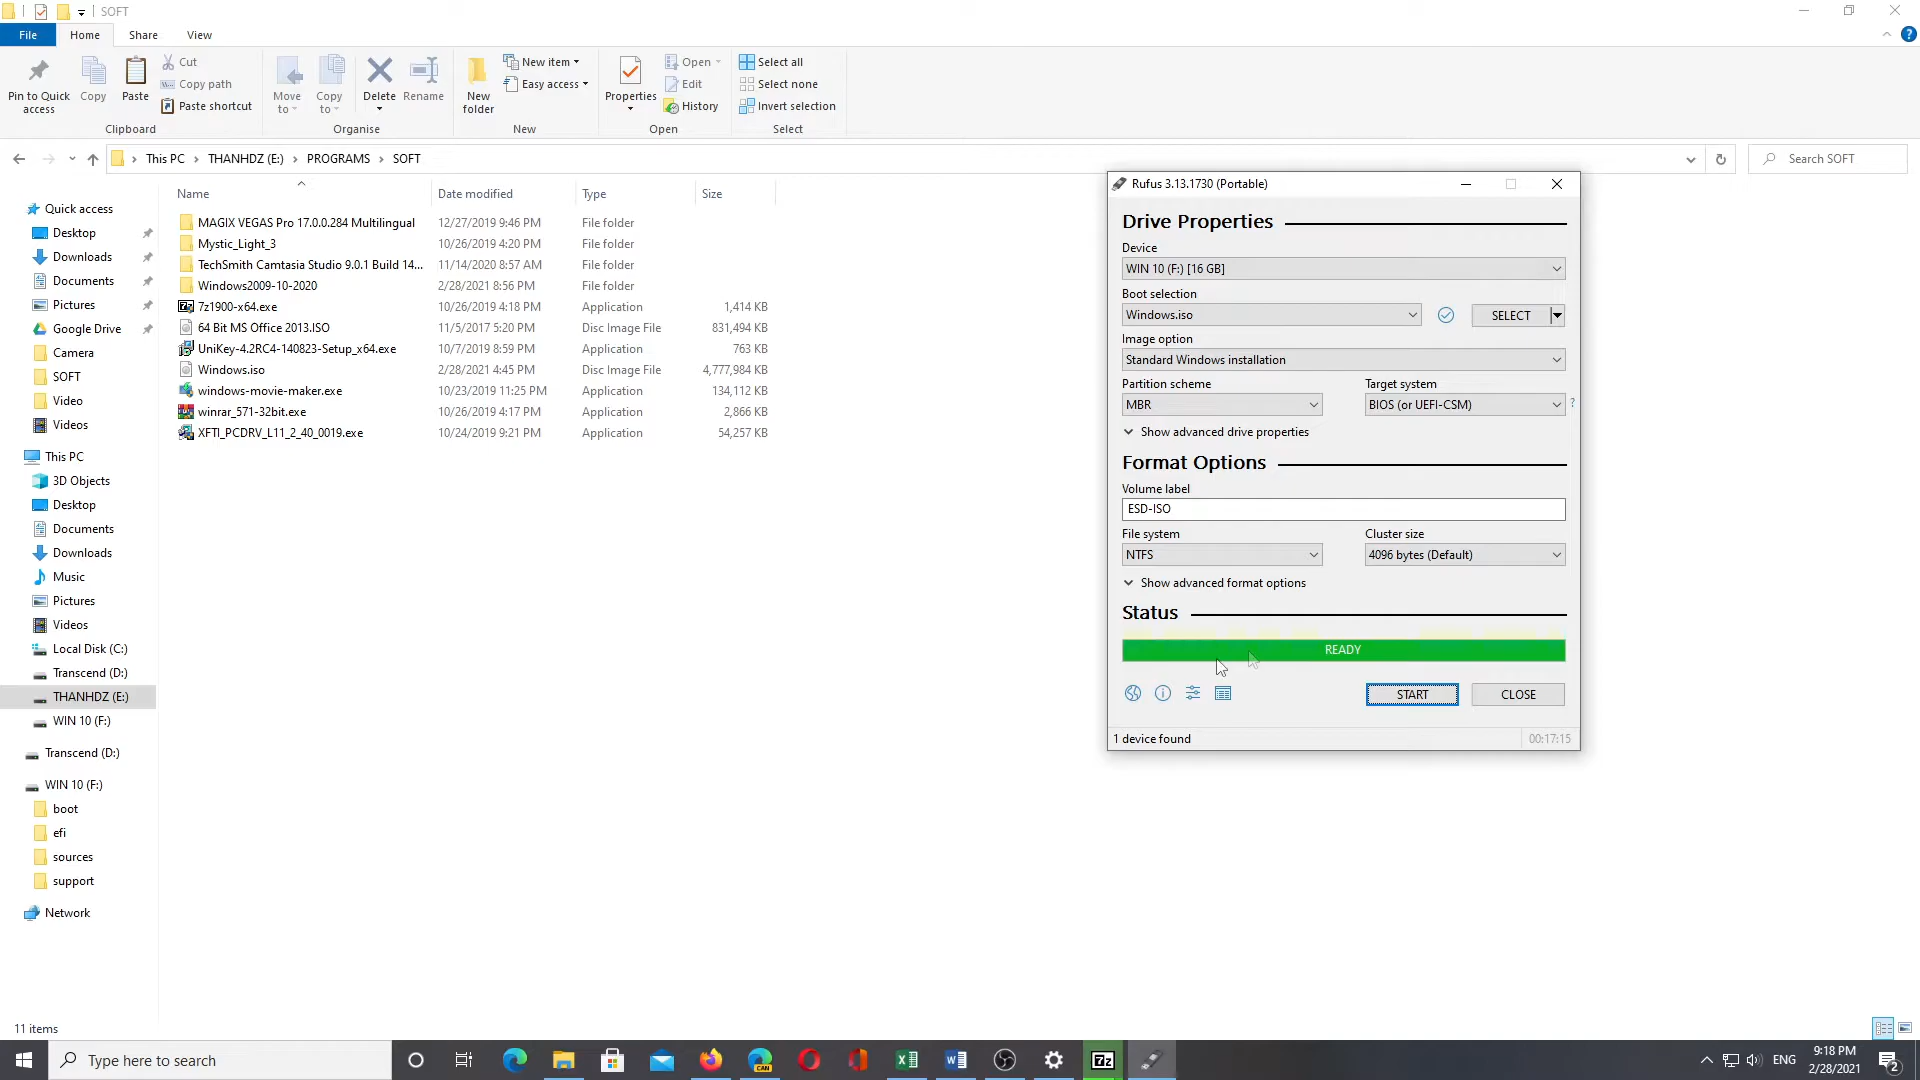 SOFT
File Home Share View
Pin to Quick access
Copy
Paste
Cut
Copy path
Paste shortcut
Clipboard
Move to
Copy to
Delete
Rename
Organise
New folder
New item
Easy access
New
Properties
Open
Edit
History
Open
Select all
Select none
Invert selection
Select
This PC THANHDZ (E:) PROGRAMS SOFT
Search SOFT
Quick access
Desktop
Downloads
Documents
Pictures
Google Drive
Camera
SOFT
Video
Videos
This PC
3D Objects
Desktop
Documents
Downloads
Music
Pictures
Videos
Local Disk (C:)
Transcend (D:)
THANHDZ (E:)
WIN 10 (F:)
Transcend (D:)
WIN 10 (F:)
boot
efi
sources
support
Network
Name Date modified Type Size
MAGIX VEGAS Pro 17.0.0.284 Multilingual 12/27/2019 9:46 PM File folder
Mystic_Light_3 10/26/2019 4:20 PM File folder
TechSmith Camtasia Studio 9.0.1 Build 14... 11/14/2020 8:57 AM File folder
Windows2009-10-2020 2/28/2021 8:56 PM File folder
7z1900-x64.exe 10/26/2019 4:18 PM Application 1,414 KB
64 Bit MS Office 2013.ISO 11/5/2017 5:20 PM Disc Image File 831,494 KB
UniKey-4.2RC4-140823-Setup_x64.exe 10/7/2019 8:59 PM Application 763 KB
Windows.iso 2/28/2021 4:45 PM Disc Image File 4,777,984 KB
windows-movie-maker.exe 10/23/2019 11:25 PM Application 134,112 KB
winrar_571-32bit.exe 10/26/2019 4:17 PM Application 2,866 KB
XFTI_PCDRV_L11_2_40_0019.exe 10/24/2019 9:21 PM Application 54,257 KB
Rufus 3.13.1730 (Portable)
Drive Properties
Device
WIN 10 (F:) [16 GB]
Boot selection
Windows.iso SELECT
Image option
Standard Windows installation
Partition scheme Target system
MBR BIOS (or UEFI-CSM) ?
Show advanced drive properties
Format Options
Volume label
ESD-ISO
File system Cluster size
NTFS 4096 bytes (Default)
Show advanced format options
Status
READY
START CLOSE
1 device found 00:17:15
11 items
Type here to search
CAN
7z
ENG
9:18 PM
2/28/2021
2